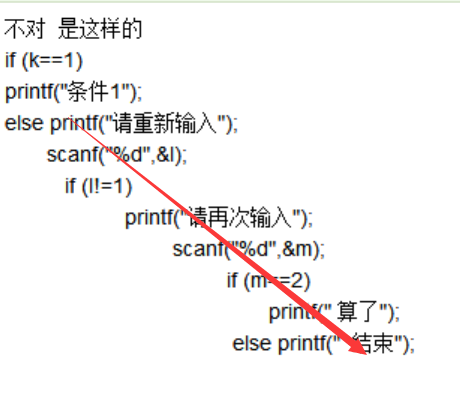 不对 是这样的
if (k==1)
printf("条件1");
else printf("请重新输入");
scanf("%d",&l);
if (l!=1)
printf("请再次输入");
scanf("%d",&m);
if (m==2)
printf(" 算了");
else printf(" 结束");